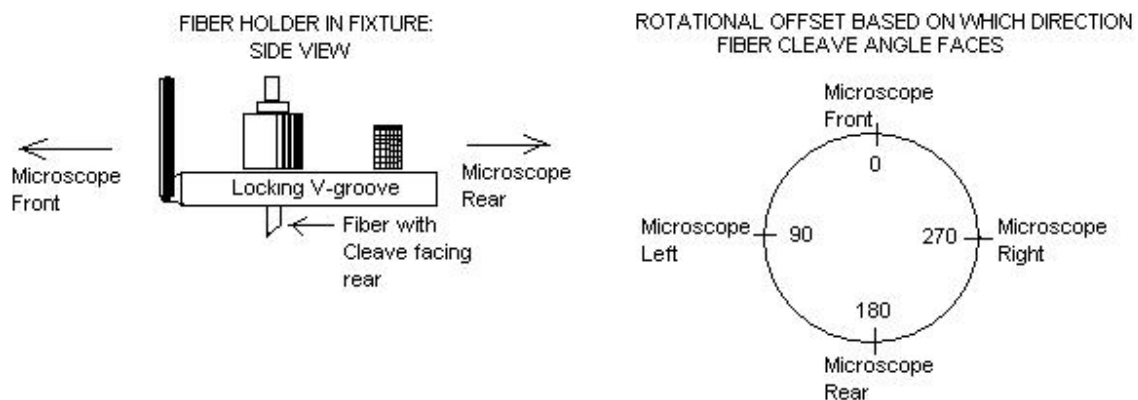 FIBER HOLDER IN FIXTURE:
SIDE VIEW
Microscope
Front
Locking V-groove
Microscope
Rear
Fiber with
Cleave facing
rear
ROTATIONAL OFFSET BASED ON WHICH DIRECTION
FIBER CLEAVE ANGLE FACES
Microscope
Front
0
Microscope
Left
90
270
Microscope
Right
180
Microscope
Rear